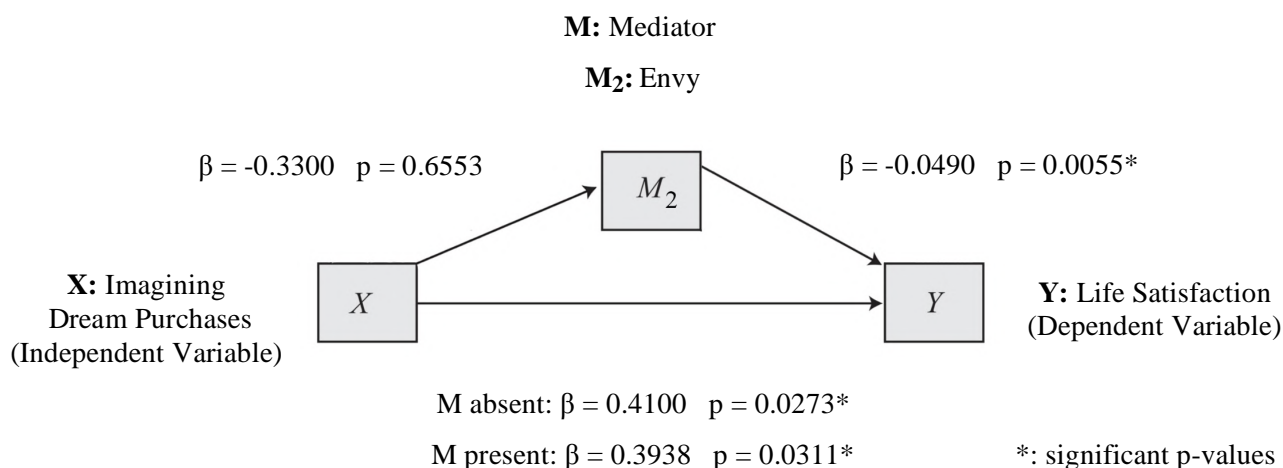 M: Mediator
M2: Envy
β = -0.3300 p = 0.6553
β = -0.0490 p = 0.0055*
M2
X: Imagining
Dream Purchases
(Independent Variable)
X
Y
Y: Life Satisfaction
(Dependent Variable)
M absent: β = 0.4100 p = 0.0273*
M present: β = 0.3938 p = 0.0311*
*: significant p-values